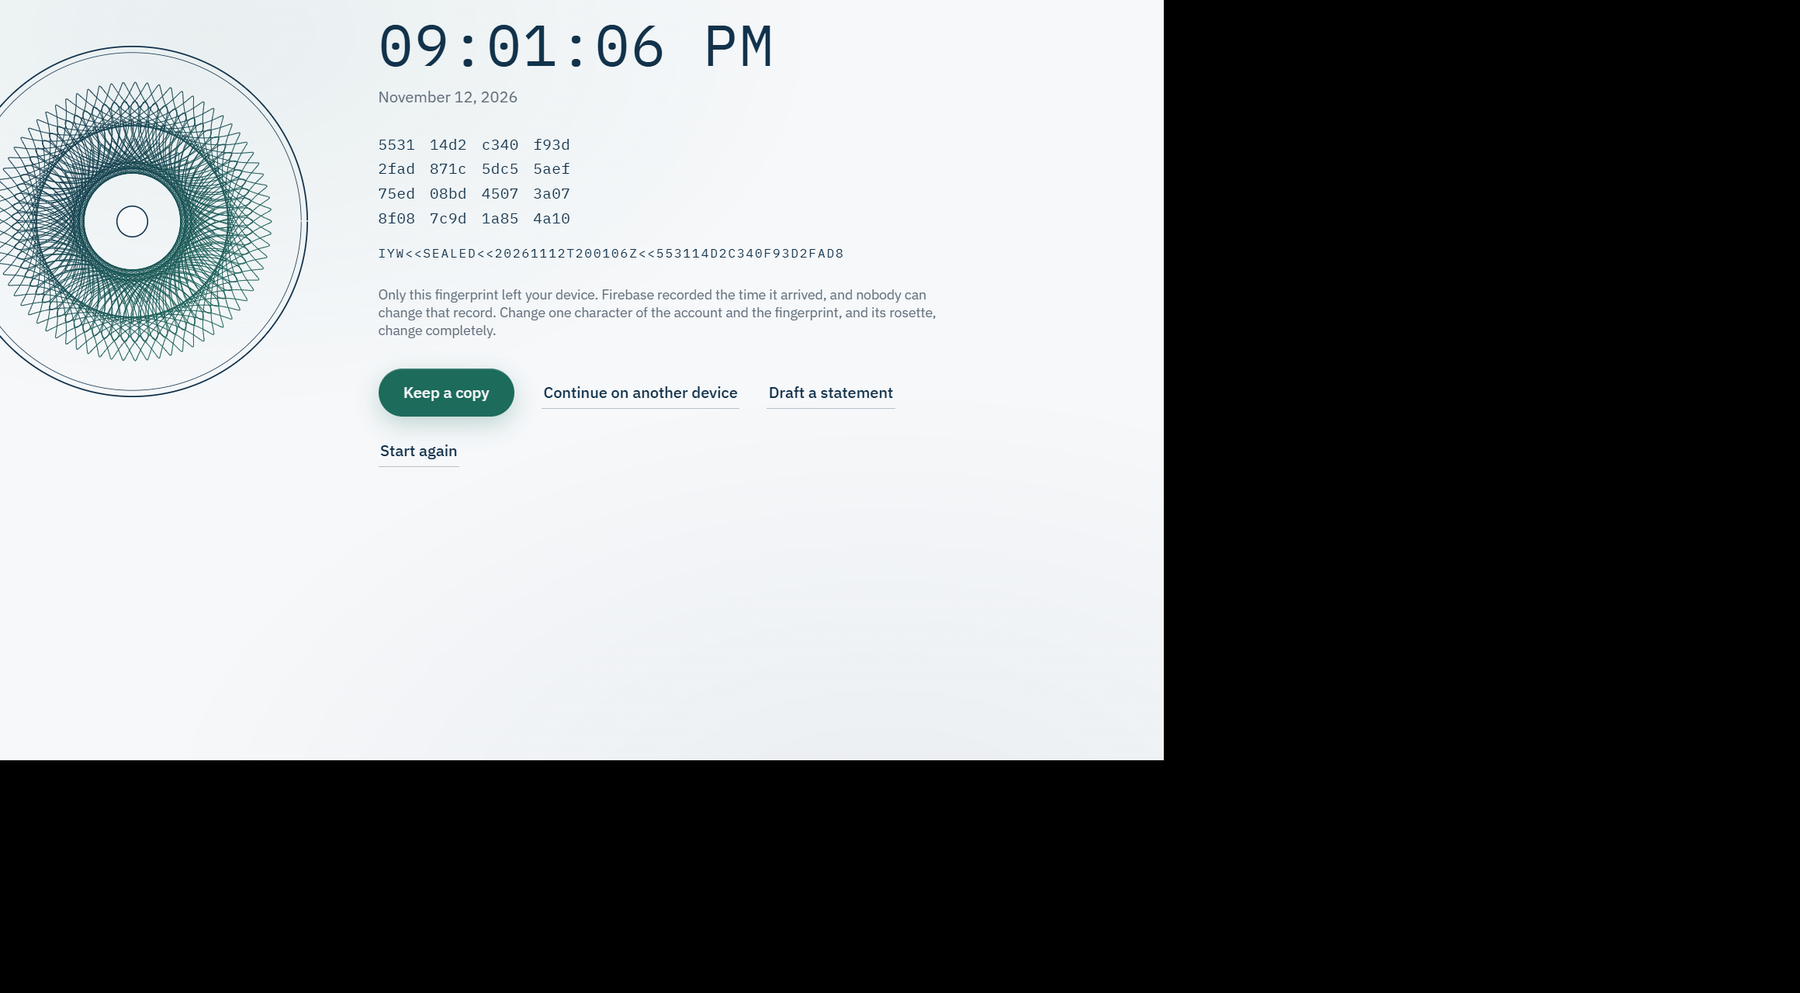 09:01:06 PM
November 12, 2026
5531 14d2 c340 f93d
2fad 871c 5dc5 5aef
75ed 08bd 4507 3a07
8f08 7c9d 1a85 4a10
IYW<<SEALED<<20261112T200106Z<<553114D2C340F93D2FAD8
Only this fingerprint left your device. Firebase recorded the time it arrived, and nobody can
change that record. Change one character of the account and the fingerprint, and its rosette,
change completely.
Keep a copy
Continue on another device
Draft a statement
Start again